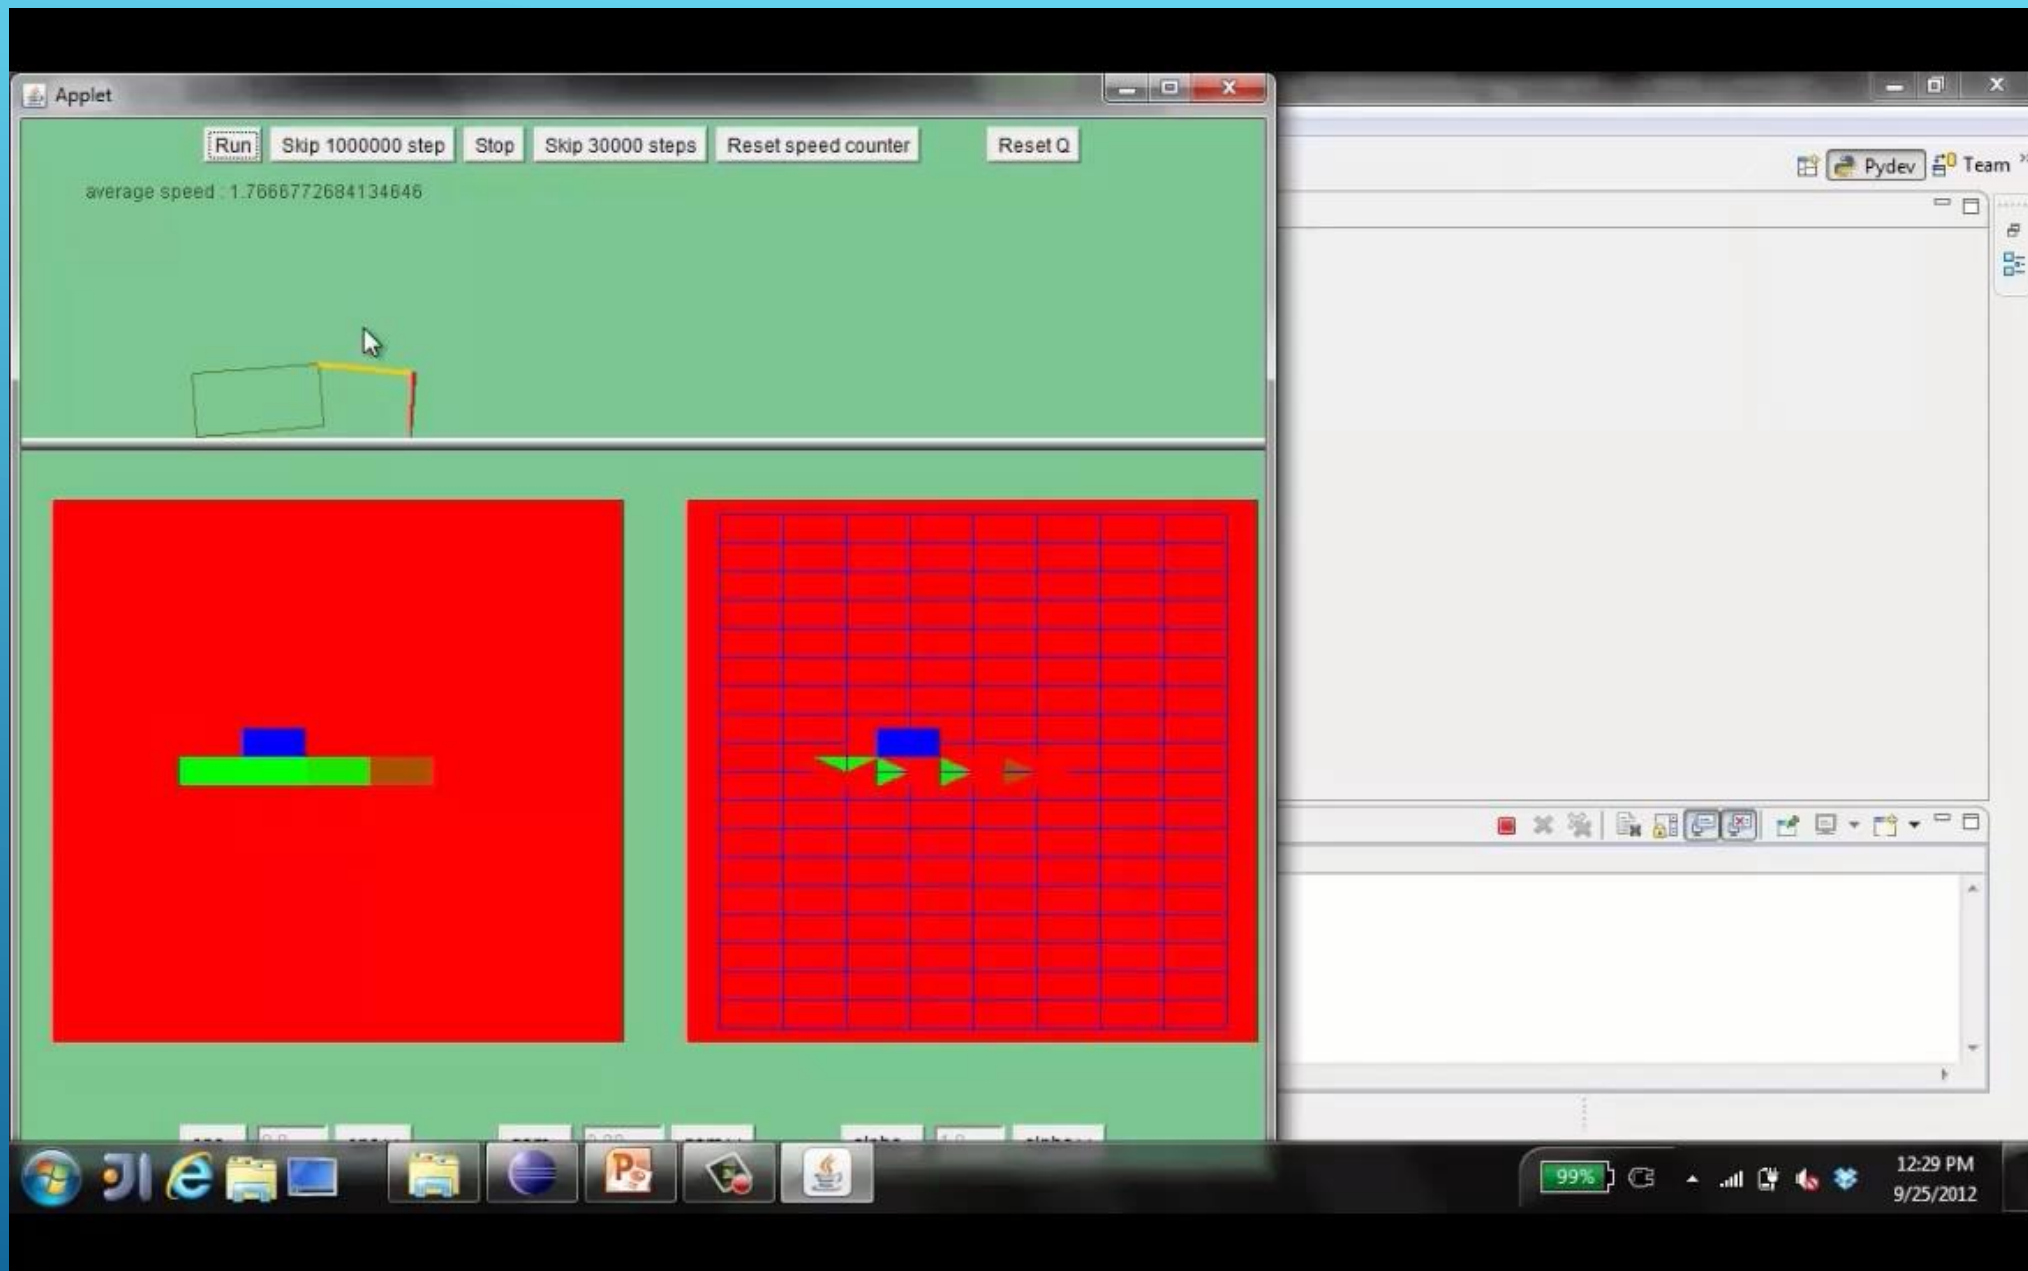 Applet
Run Skip 1000000 step Stop Skip 30000 steps Reset speed counter Reset Q
average speed : 1.7666772684134646
Pydev Team
99%
12:29 PM
9/25/2012